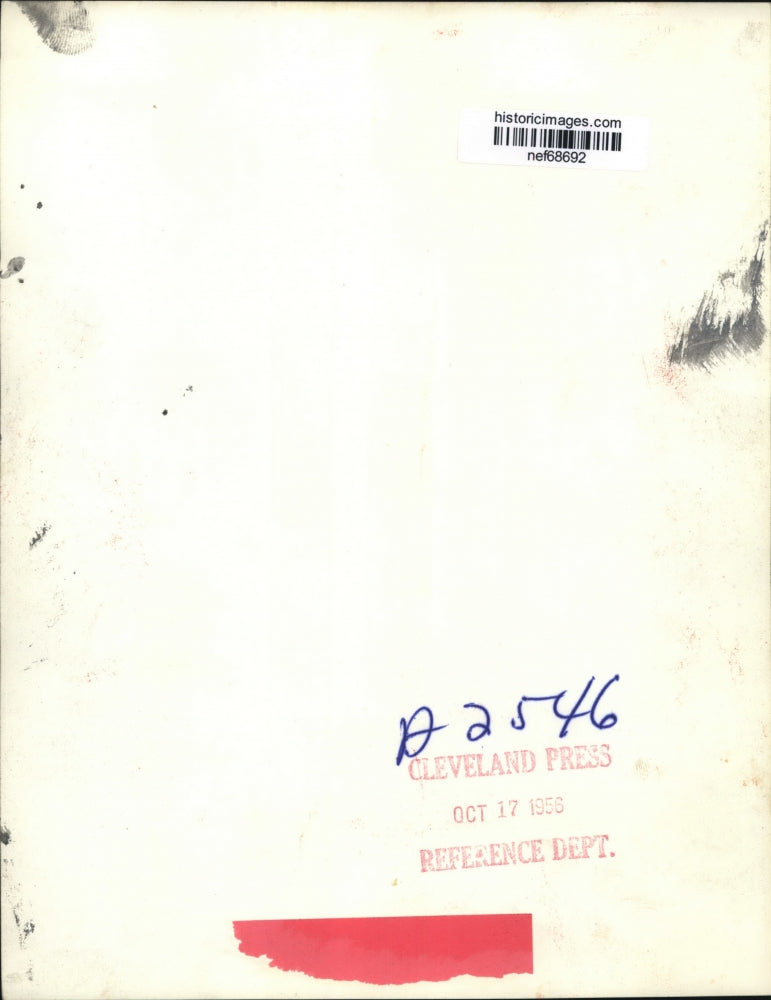 historicimages.com
nef68692
A 2546
CLEVELAND PRESS
OCT 17 1956
REFERENCE DEPT.